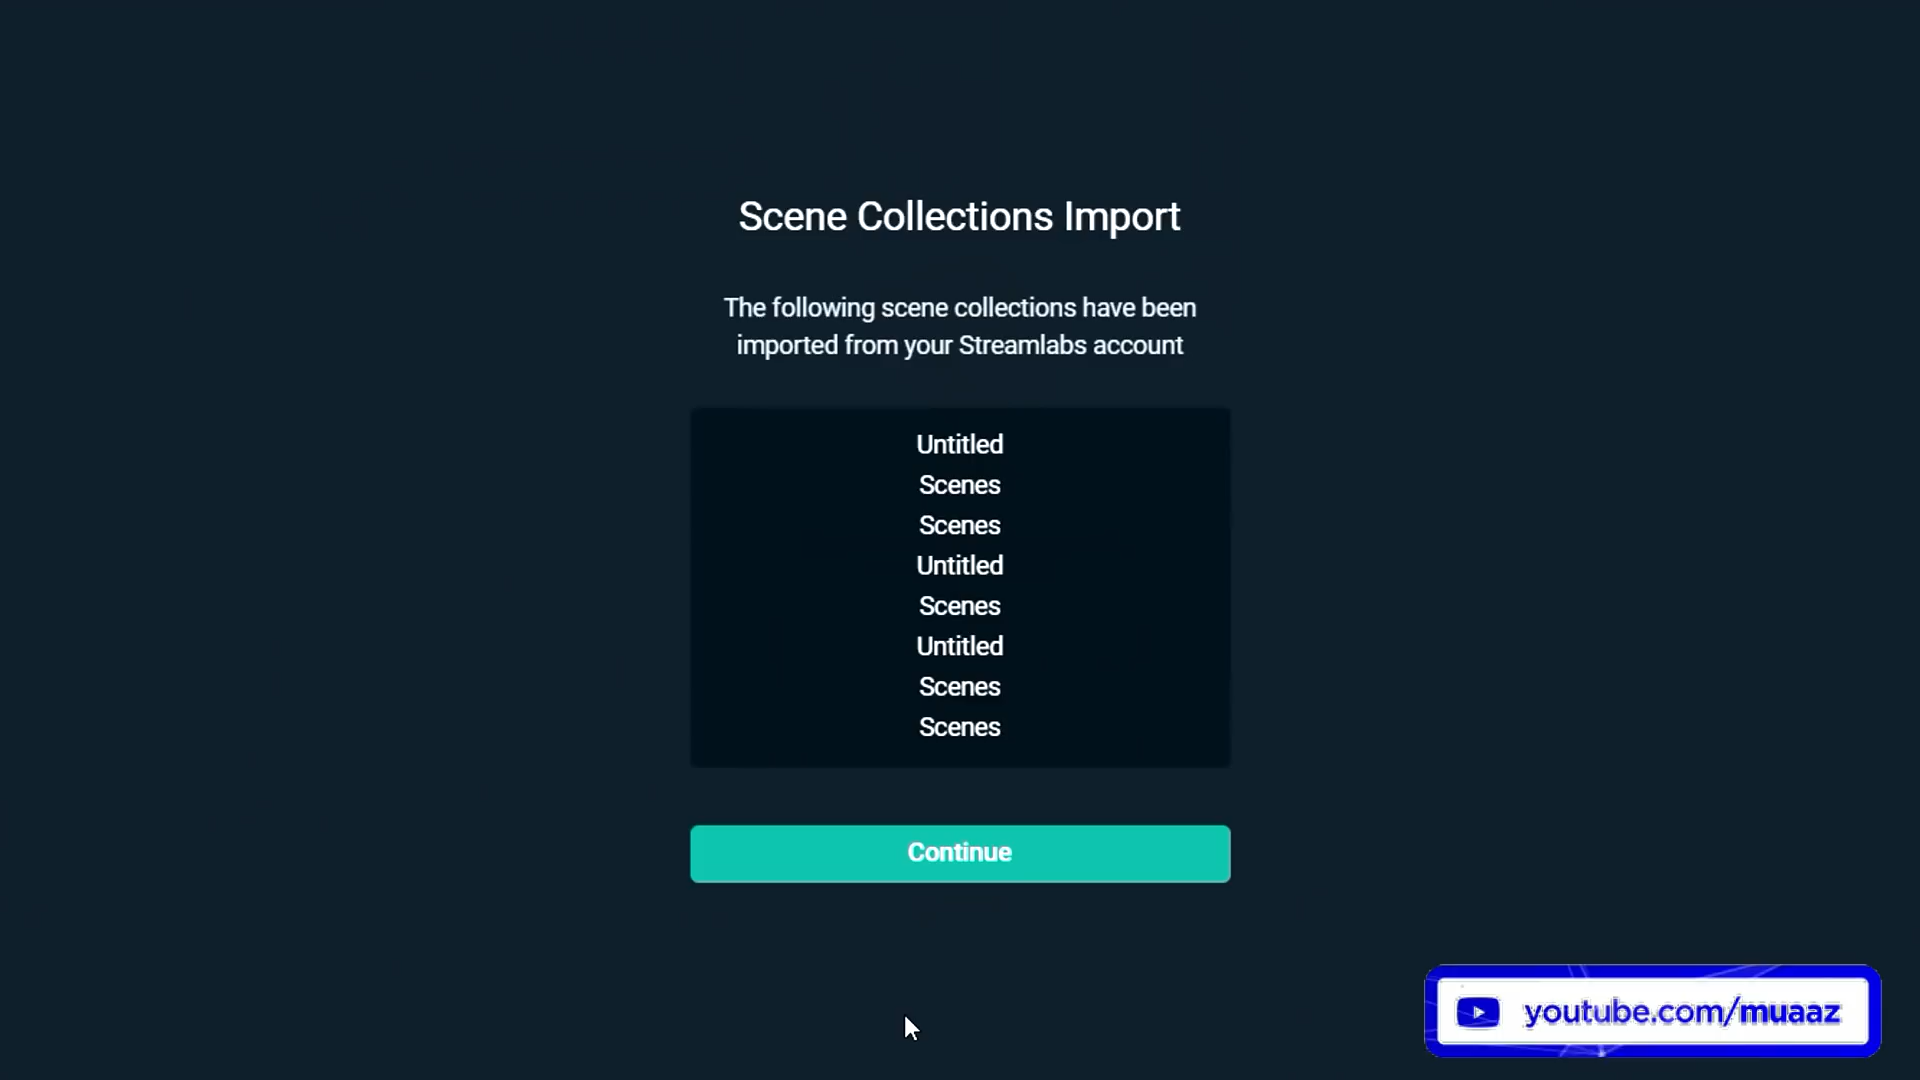 Scene Collections Import
The following scene collections have been
imported from your Streamlabs account
Untitled
Scenes
Scenes
Untitled
Scenes
Untitled
Scenes
Scenes
Continue
youtube.com/muaaz